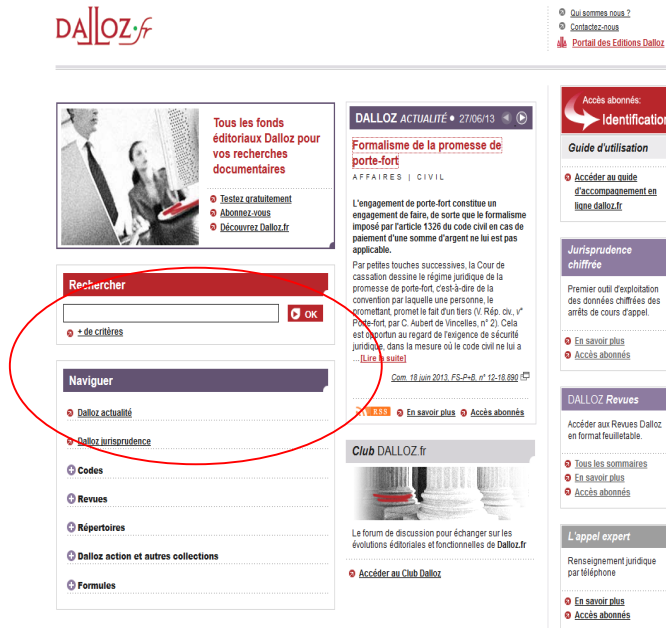 DALLOZ.fr
Qui sommes nous ?
Contactez-nous
Portail des Editions Dalloz
Tous les fonds
éditoriaux Dalloz pour
vos recherches
documentaires
Testez gratuitement
Abonnez-vous
Découvrez Dalloz.fr
Rechercher
OK
+ de critères
Naviguer
Dalloz actualité
Dalloz jurisprudence
Codes
Revues
Répertoires
Dalloz action et autres collections
Formules
DALLOZ ACTUALITÉ • 27/06/13
Formalisme de la promesse de
porte-fort
AFFAIRES | CIVIL
L'engagement de porte-fort constitue un
engagement de faire, de sorte que le formalisme
imposé par l'article 1326 du code civil en cas de
paiement d'une somme d'argent ne lui est pas
applicable.
Par petites touches successives, la Cour de
cassation dessine le régime juridique de la
promesse de porte-fort, c'est-à-dire de la
convention par laquelle une personne, le
promettant, promet le fait d'un tiers (V. Rép. civ., v°
Porte-fort, par C. Aubert de Vincelles, n° 2). Cela
est opportun au regard de l'exigence de sécurité
juridique, dans la mesure où le code civil ne lui a
...[Lire la suite]
Com. 18 juin 2013, FS-P+B, n° 12-18.890
RSS En savoir plus Accès abonnés
Club DALLOZ.fr
Le forum de discussion pour échanger sur les
évolutions éditoriales et fonctionnelles de Dalloz.fr
Accéder au Club Dalloz
Accès abonnés:
Identification
Guide d'utilisation
Accéder au guide
d'accompagnement en
ligne dalloz.fr
Jurisprudence
chiffrée
Premier outil d'exploitation
des données chiffrées des
arrêts de cours d'appel.
En savoir plus
Accès abonnés
DALLOZ Revues
Accéder aux Revues Dalloz
en format feuilletable.
Tous les sommaires
En savoir plus
Accès abonnés
L'appel expert
Renseignement juridique
par téléphone
En savoir plus
Accès abonnés